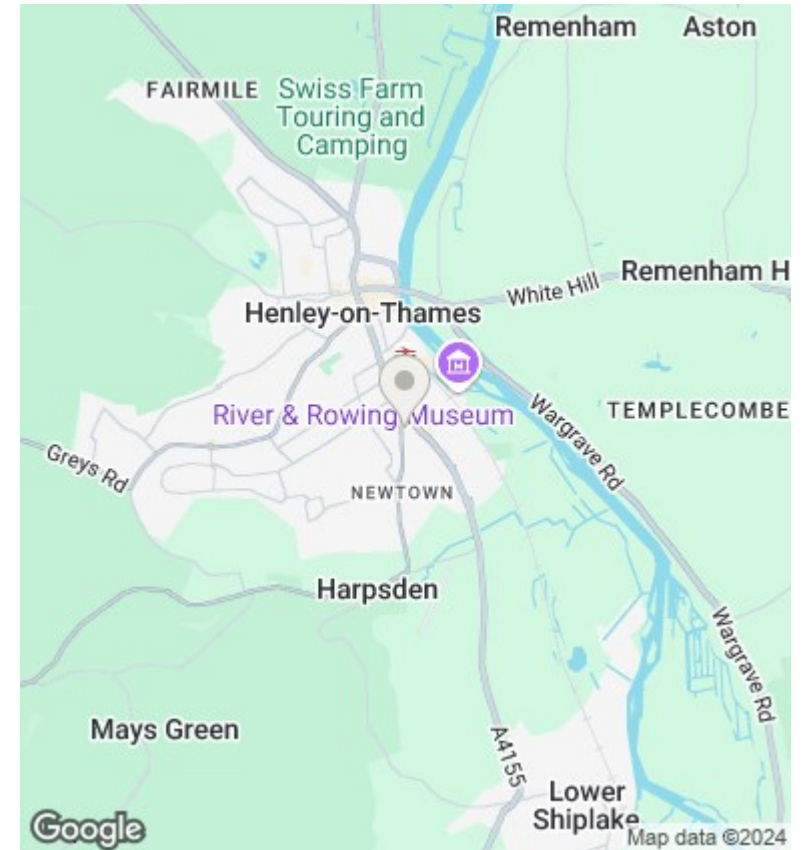 Remenham
Aston
FAIRMILE
Swiss Farm
Touring and
Camping
White Hill
Remenham H
Henley-on-Thames
River & Rowing Museum
Wargrave Rd
TEMPLECOMBE
Greys Rd
NEWTOWN
Harpsden
Wargrave Rd
Mays Green
A4155
Lower
Shiplake
Google
Map data ©2024